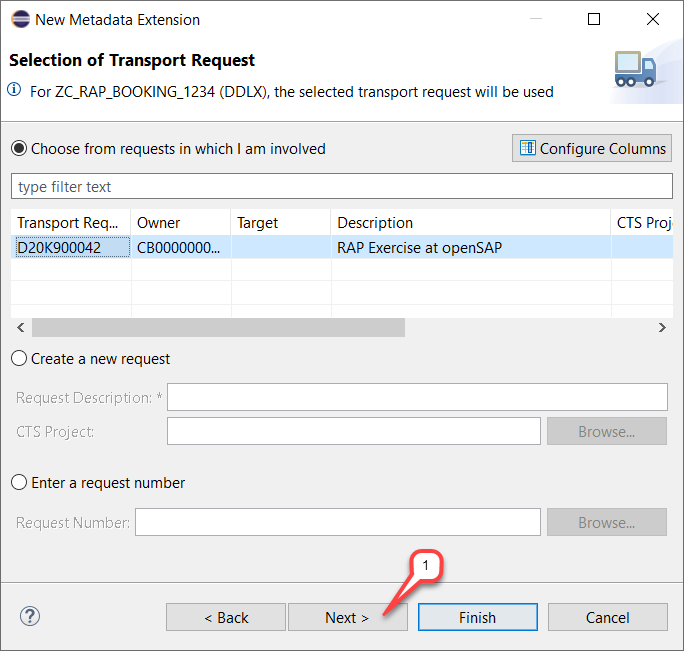 New Metadata Extension
Selection of Transport Request
For ZC_RAP_BOOKING_1234 (DDLX), the selected transport request will be used
Choose from requests in which I am involved
Configure Columns
type filter text
Transport Req... Owner Target Description CTS Proj
D20K900042 CB0000000... RAP Exercise at openSAP
Create a new request
Request Description: *
CTS Project:
Browse...
Enter a request number
Request Number:
Browse...
1
< Back Next > Finish Cancel